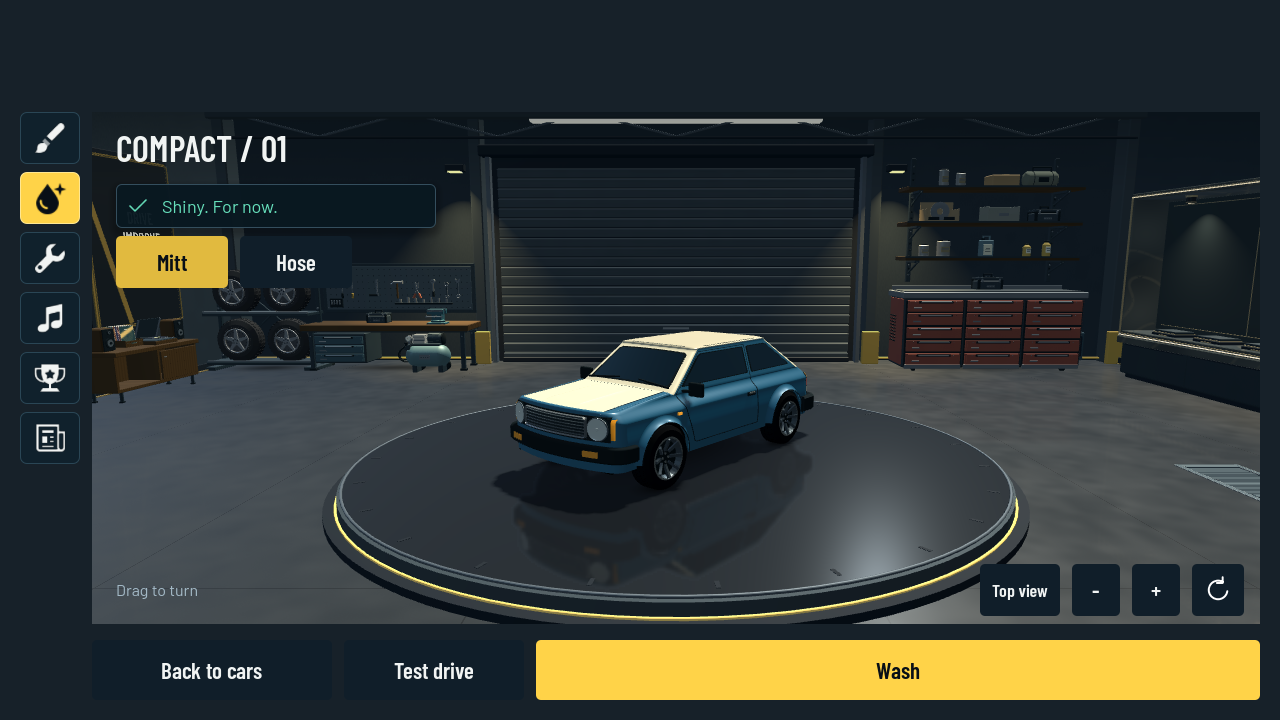 COMPACT / 01
Shiny. For now.
Mitt
Hose
Drag to turn
Top view
-
+
Back to cars
Test drive
Wash